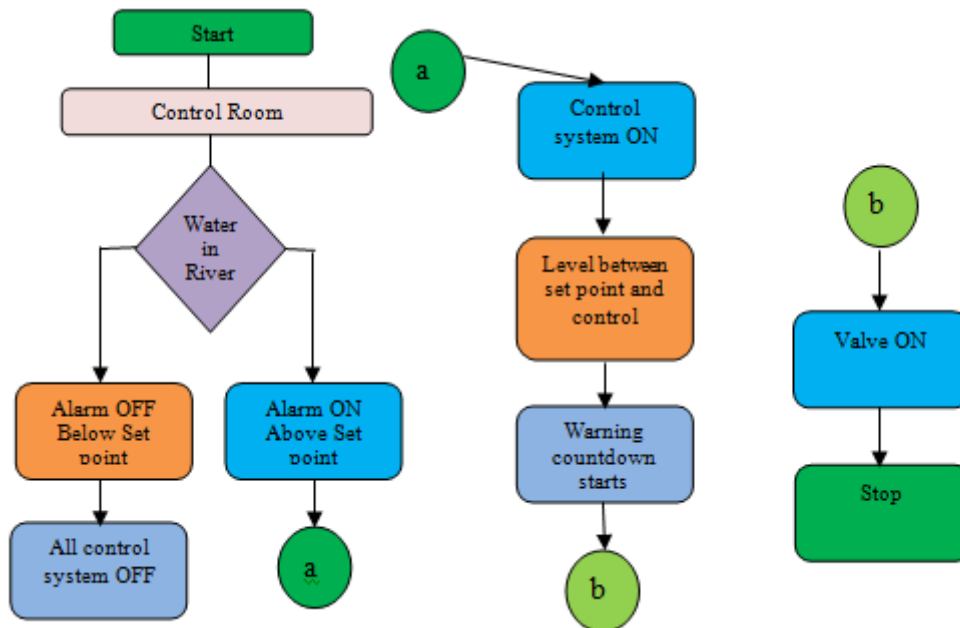 Start
Control Room
Water
in
River
Alarm OFF
Below Set
point
Alarm ON
Above Set
point
All control
system OFF
a
a
Control
system ON
Level between
set point and
control
Warning
countdown
starts
b
b
Valve ON
Stop